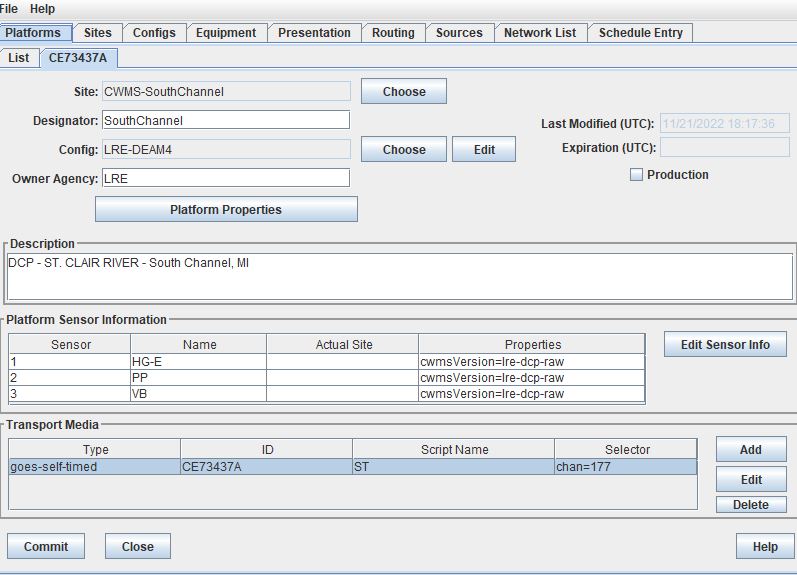 File Help
Platforms Sites Configs Equipment Presentation Routing Sources Network List Schedule Entry
List CE73437A
Site: CWMS-SouthChannel Choose
Designator: SouthChannel Last Modified (UTC): 11/21/2022 18:17:36
Config: LRE-DEAM4 Choose Edit Expiration (UTC):
Owner Agency: LRE Production
Platform Properties
Description
DCP - ST. CLAIR RIVER - South Channel, MI
Platform Sensor Information
Sensor Name Actual Site Properties Edit Sensor Info
1 HG-E cwmsVersion=lre-dcp-raw
2 PP cwmsVersion=lre-dcp-raw
3 VB cwmsVersion=lre-dcp-raw
Transport Media
Type ID Script Name Selector Add
goes-self-timed CE73437A ST chan=177
Edit
Delete
Commit Close Help